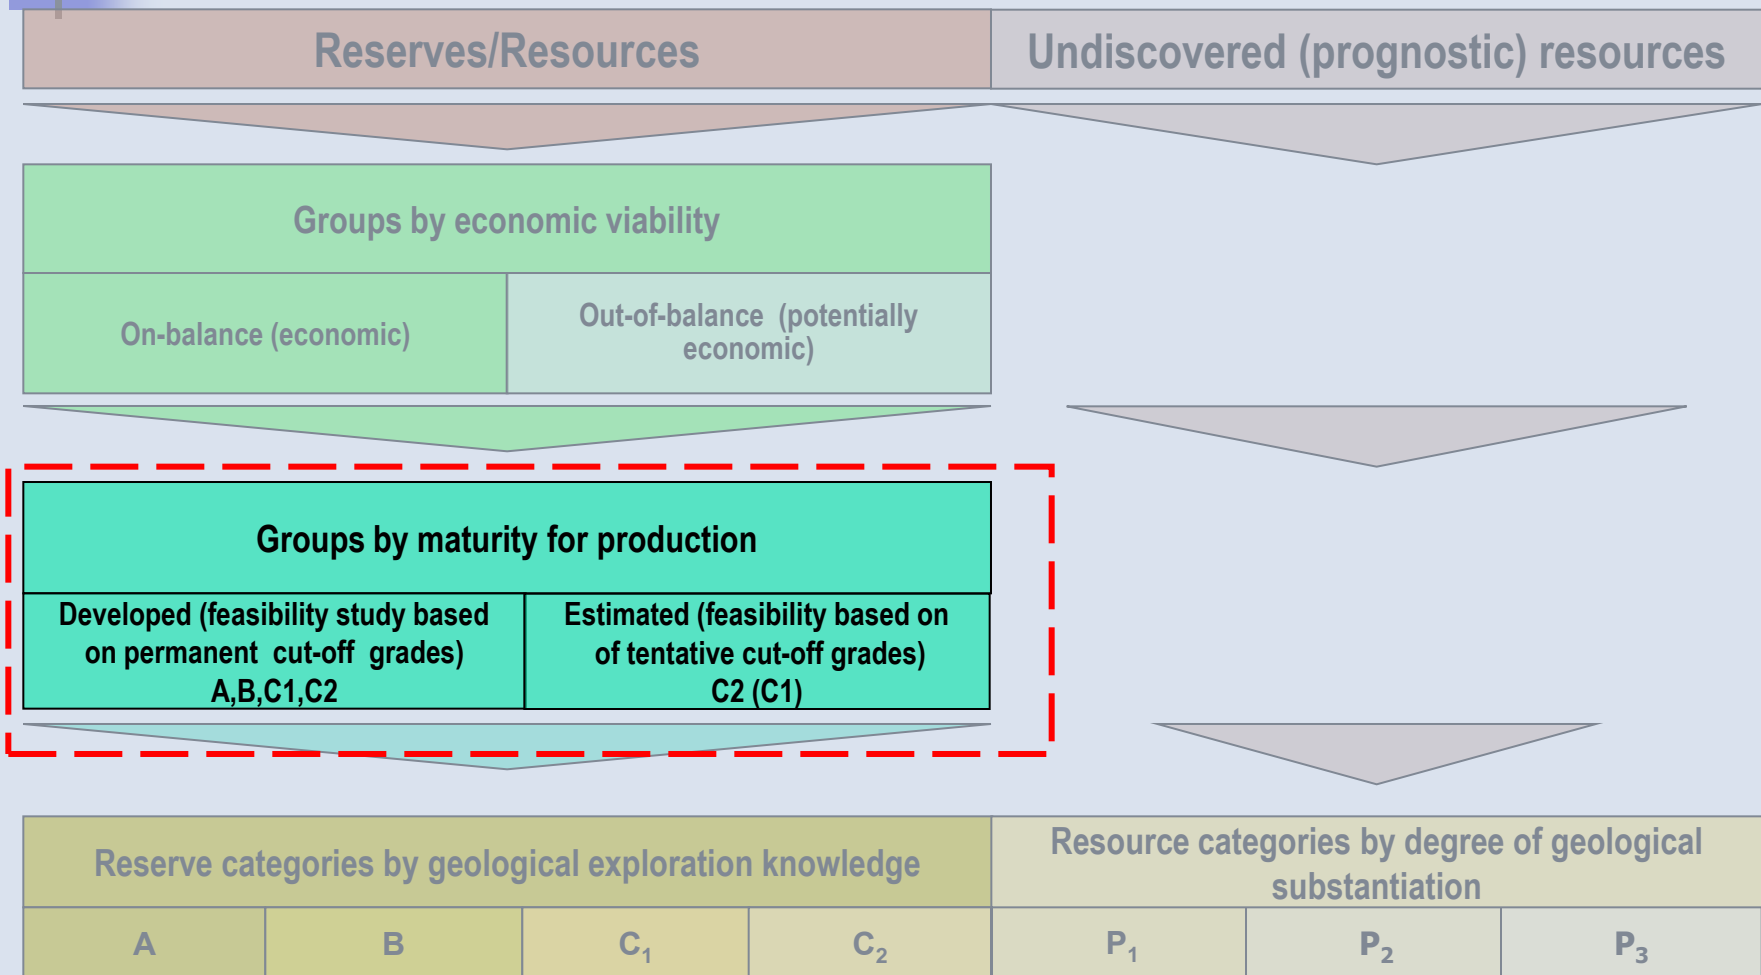 Reserves/Resources
Undiscovered (prognostic) resources
Groups by economic viability
On-balance (economic)
Out-of-balance (potentially
economic)
Groups by maturity for production
Developed (feasibility study based
on permanent cut-off grades)
A,B,C1,C2
Estimated (feasibility based on
of tentative cut-off grades)
C2 (C1)
Reserve categories by geological exploration knowledge
Resource categories by degree of geological
substantiation
A
B
C₁
C₂
P₁
P₂
P₃